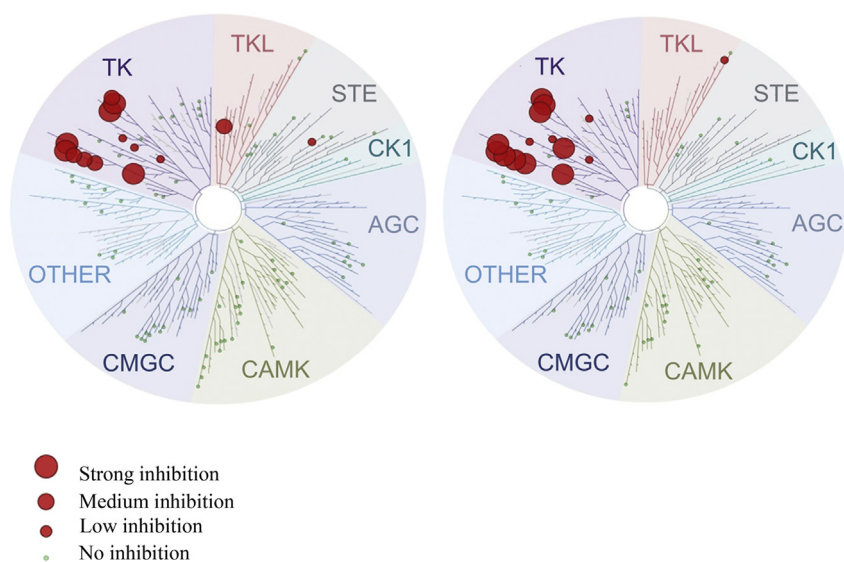 TK
TKL
STE
CK1
AGC
CAMK
CMGC
OTHER
TK
TKL
STE
CK1
AGC
CAMK
CMGC
OTHER
Strong inhibition
Medium inhibition
Low inhibition
No inhibition